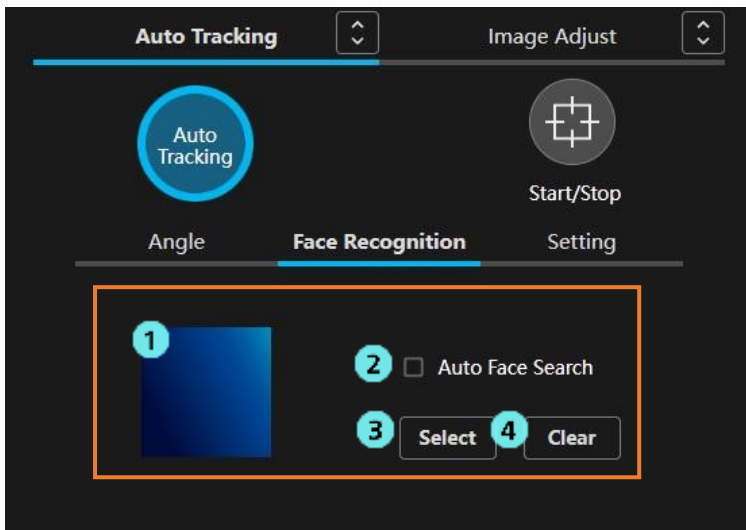 Auto Tracking
Image Adjust
Auto
Tracking
Start/Stop
Angle
Face Recognition
Setting
1
2
Auto Face Search
3
Select
4
Clear